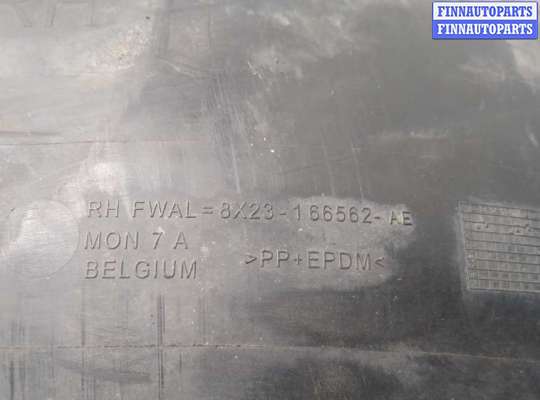 FINNAUTOPARTS
FINNAUTOPARTS
RH FWAL=8X23-166562-AE
MON 7 A
BELGIUM >PP+EPDM<